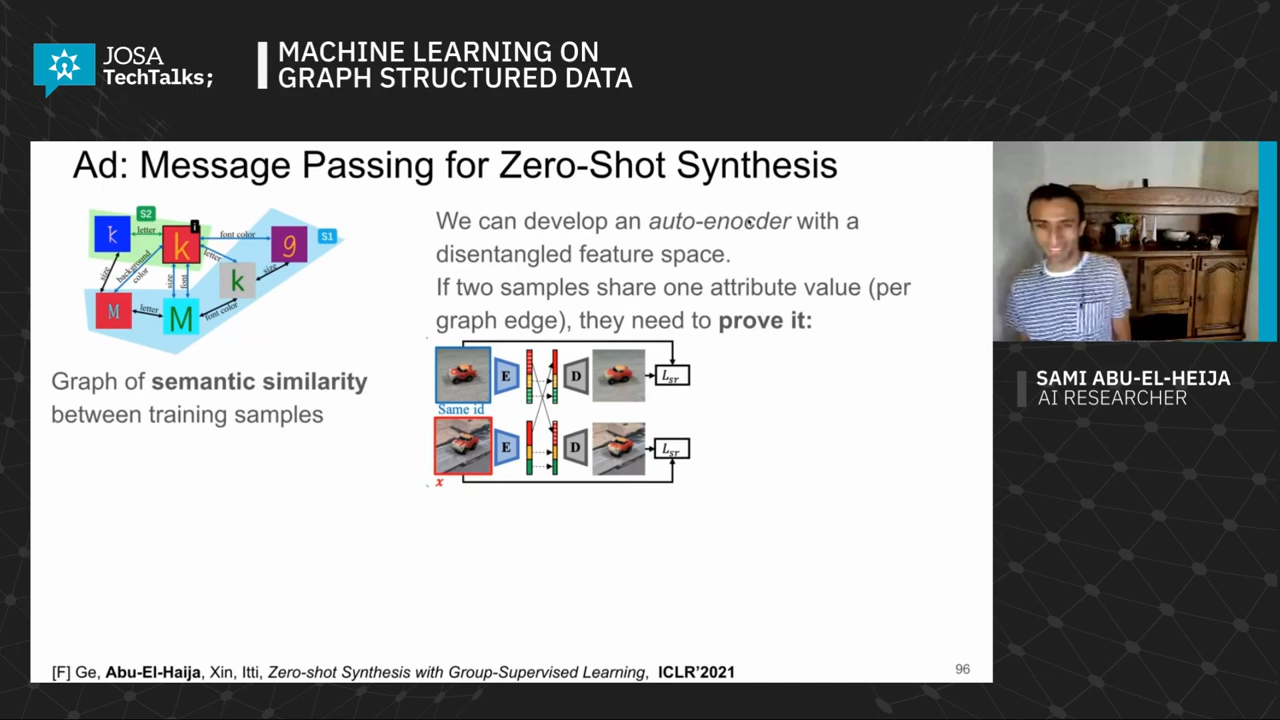 JOSA
TechTalks;
MACHINE LEARNING ON
GRAPH STRUCTURED DATA
Ad: Message Passing for Zero-Shot Synthesis
S2
i
k
letter
k
font color
g
S1
size
background
color
size
font
letter
k
size
M
letter
M
font color
Graph of semantic similarity
between training samples
We can develop an auto-encoder with a
disentangled feature space.
If two samples share one attribute value (per
graph edge), they need to prove it:
E
D
Lsr
Same id
E
D
Lsr
x
[F] Ge, Abu-El-Haija, Xin, Itti, Zero-shot Synthesis with Group-Supervised Learning, ICLR'2021
96
SAMI ABU-EL-HEIJA
AI RESEARCHER